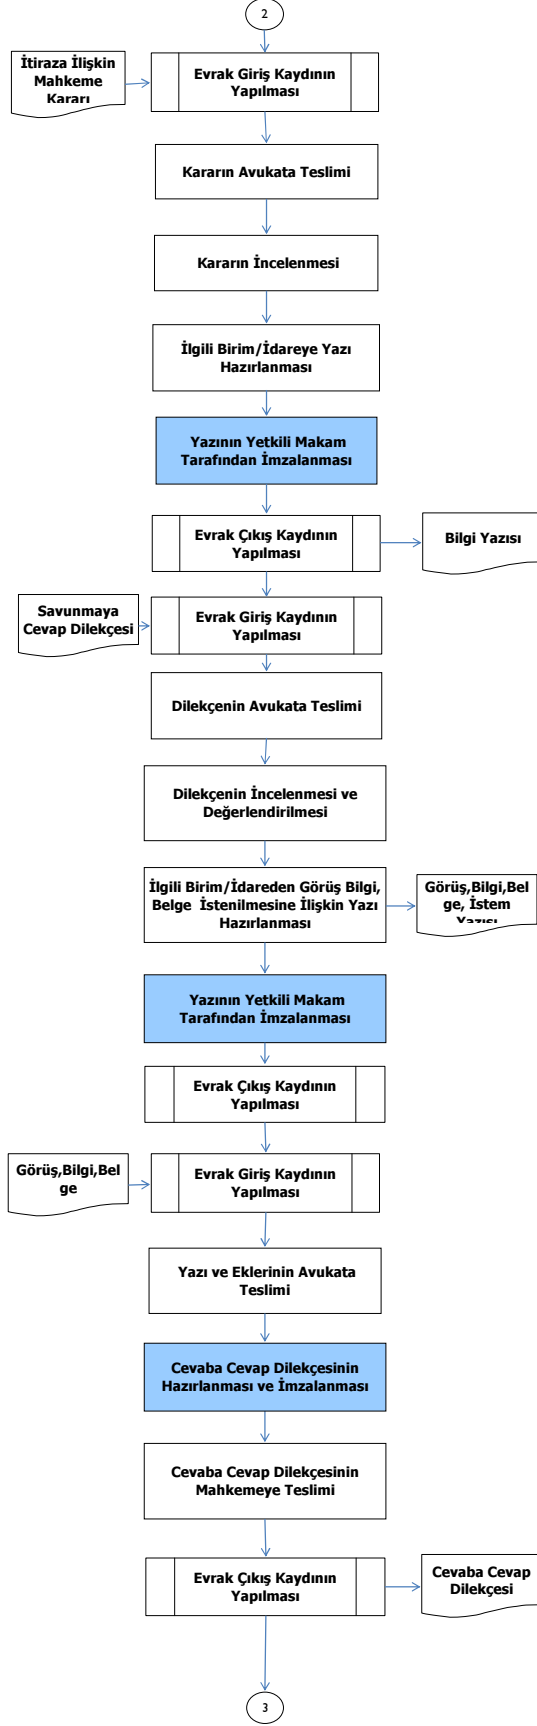 2
İtiraza İlişkin
Mahkeme
Kararı
Evrak Giriş Kaydının
Yapılması
Kararın Avukata Teslimi
Kararın İncelenmesi
İlgili Birim/İdareye Yazı
Hazırlanması
Yazının Yetkili Makam
Tarafından İmzalanması
Evrak Çıkış Kaydının
Yapılması
Bilgi Yazısı
Savunmaya
Cevap Dilekçesi
Evrak Giriş Kaydının
Yapılması
Dilekçenin Avukata Teslimi
Dilekçenin İncelenmesi ve
Değerlendirilmesi
İlgili Birim/İdareden Görüş Bilgi,
Belge İstenilmesine İlişkin Yazı
Hazırlanması
Görüş,Bilgi,Bel
ge, İstem
Yazısı
Yazının Yetkili Makam
Tarafından İmzalanması
Evrak Çıkış Kaydının
Yapılması
Görüş,Bilgi,Bel
ge
Evrak Giriş Kaydının
Yapılması
Yazı ve Eklerinin Avukata
Teslimi
Cevaba Cevap Dilekçesinin
Hazırlanması ve İmzalanması
Cevaba Cevap Dilekçesinin
Mahkemeye Teslimi
Evrak Çıkış Kaydının
Yapılması
Cevaba Cevap
Dilekçesi
3